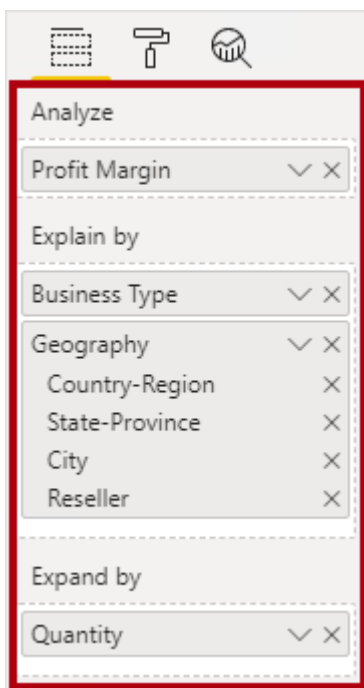 Analyze
Profit Margin
Explain by
Business Type
Geography
Country-Region
State-Province
City
Reseller
Expand by
Quantity